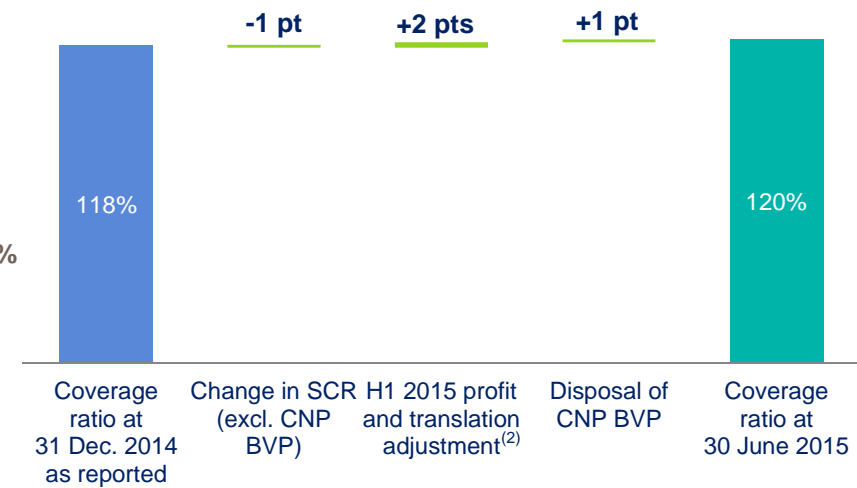 -1 pt
+2 pts
+1 pt
118%
120%
%
Coverage
ratio at
31 Dec. 2014
as reported
Change in SCR
(excl. CNP
BVP)
H1 2015 profit
and translation
adjustment(2)
Disposal of
CNP BVP
Coverage
ratio at
30 June 2015